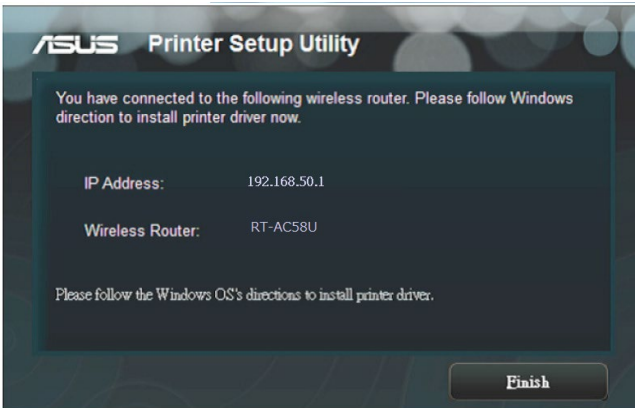 ASUS Printer Setup Utility
You have connected to the following wireless router. Please follow Windows
direction to install printer driver now.
IP Address: 192.168.50.1
Wireless Router: RT-AC58U
Please follow the Windows OS's directions to install printer driver.
Finish